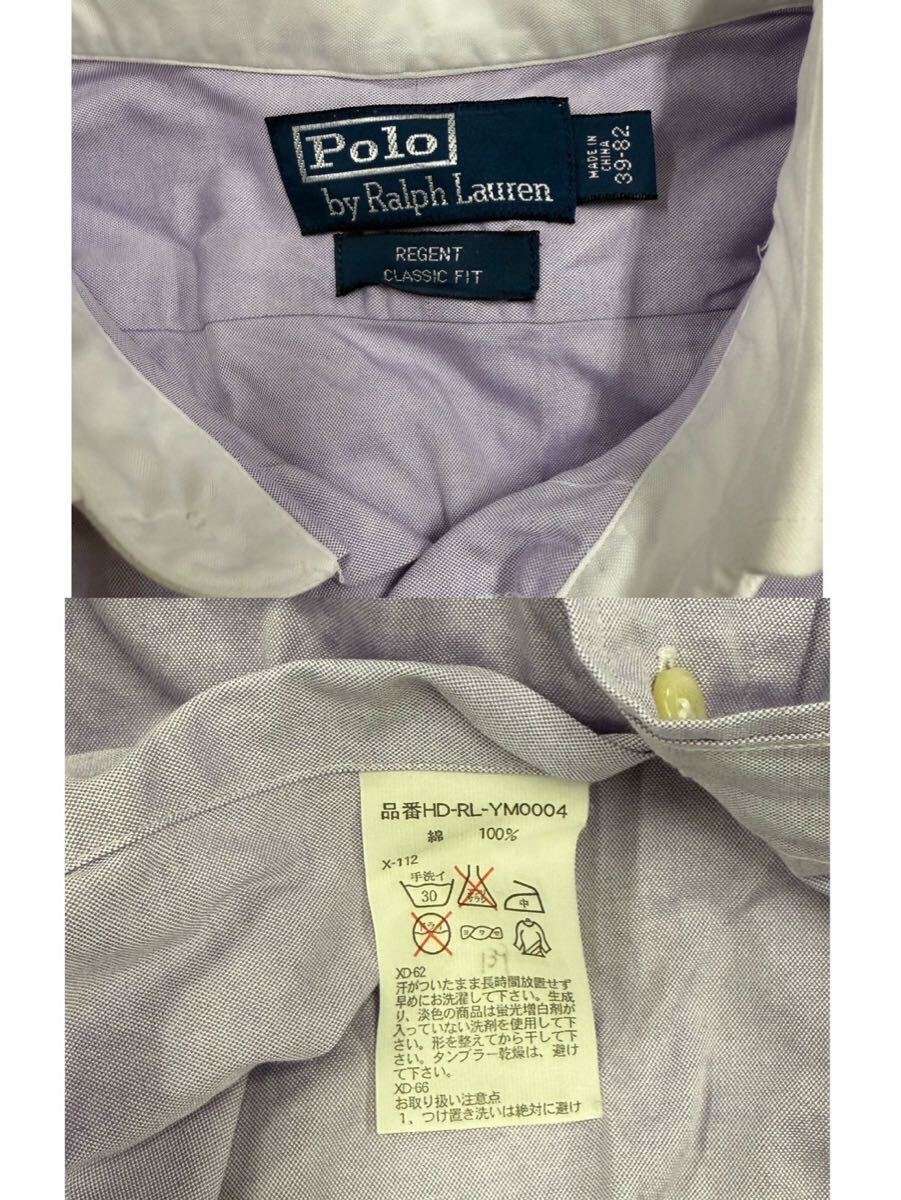 Polo
by Ralph Lauren
MADE IN
CHINA
39-82
REGENT
CLASSIC FIT
品番HD-RL-YM0004
綿 100%
X-112
手洗イ
30
中
ドライ
ヨワク
XD-62
汗がついたまま長時間放置せず
早めにお洗濯して下さい。生成
り、淡色の商品は蛍光増白剤が
入っていない洗剤を使用して下
さい。形を整えてから干して下
さい。タンブラー乾燥は、避け
て下さい。
XD-66
お取り扱い注意点
1、つけ置き洗いは絶対に避け